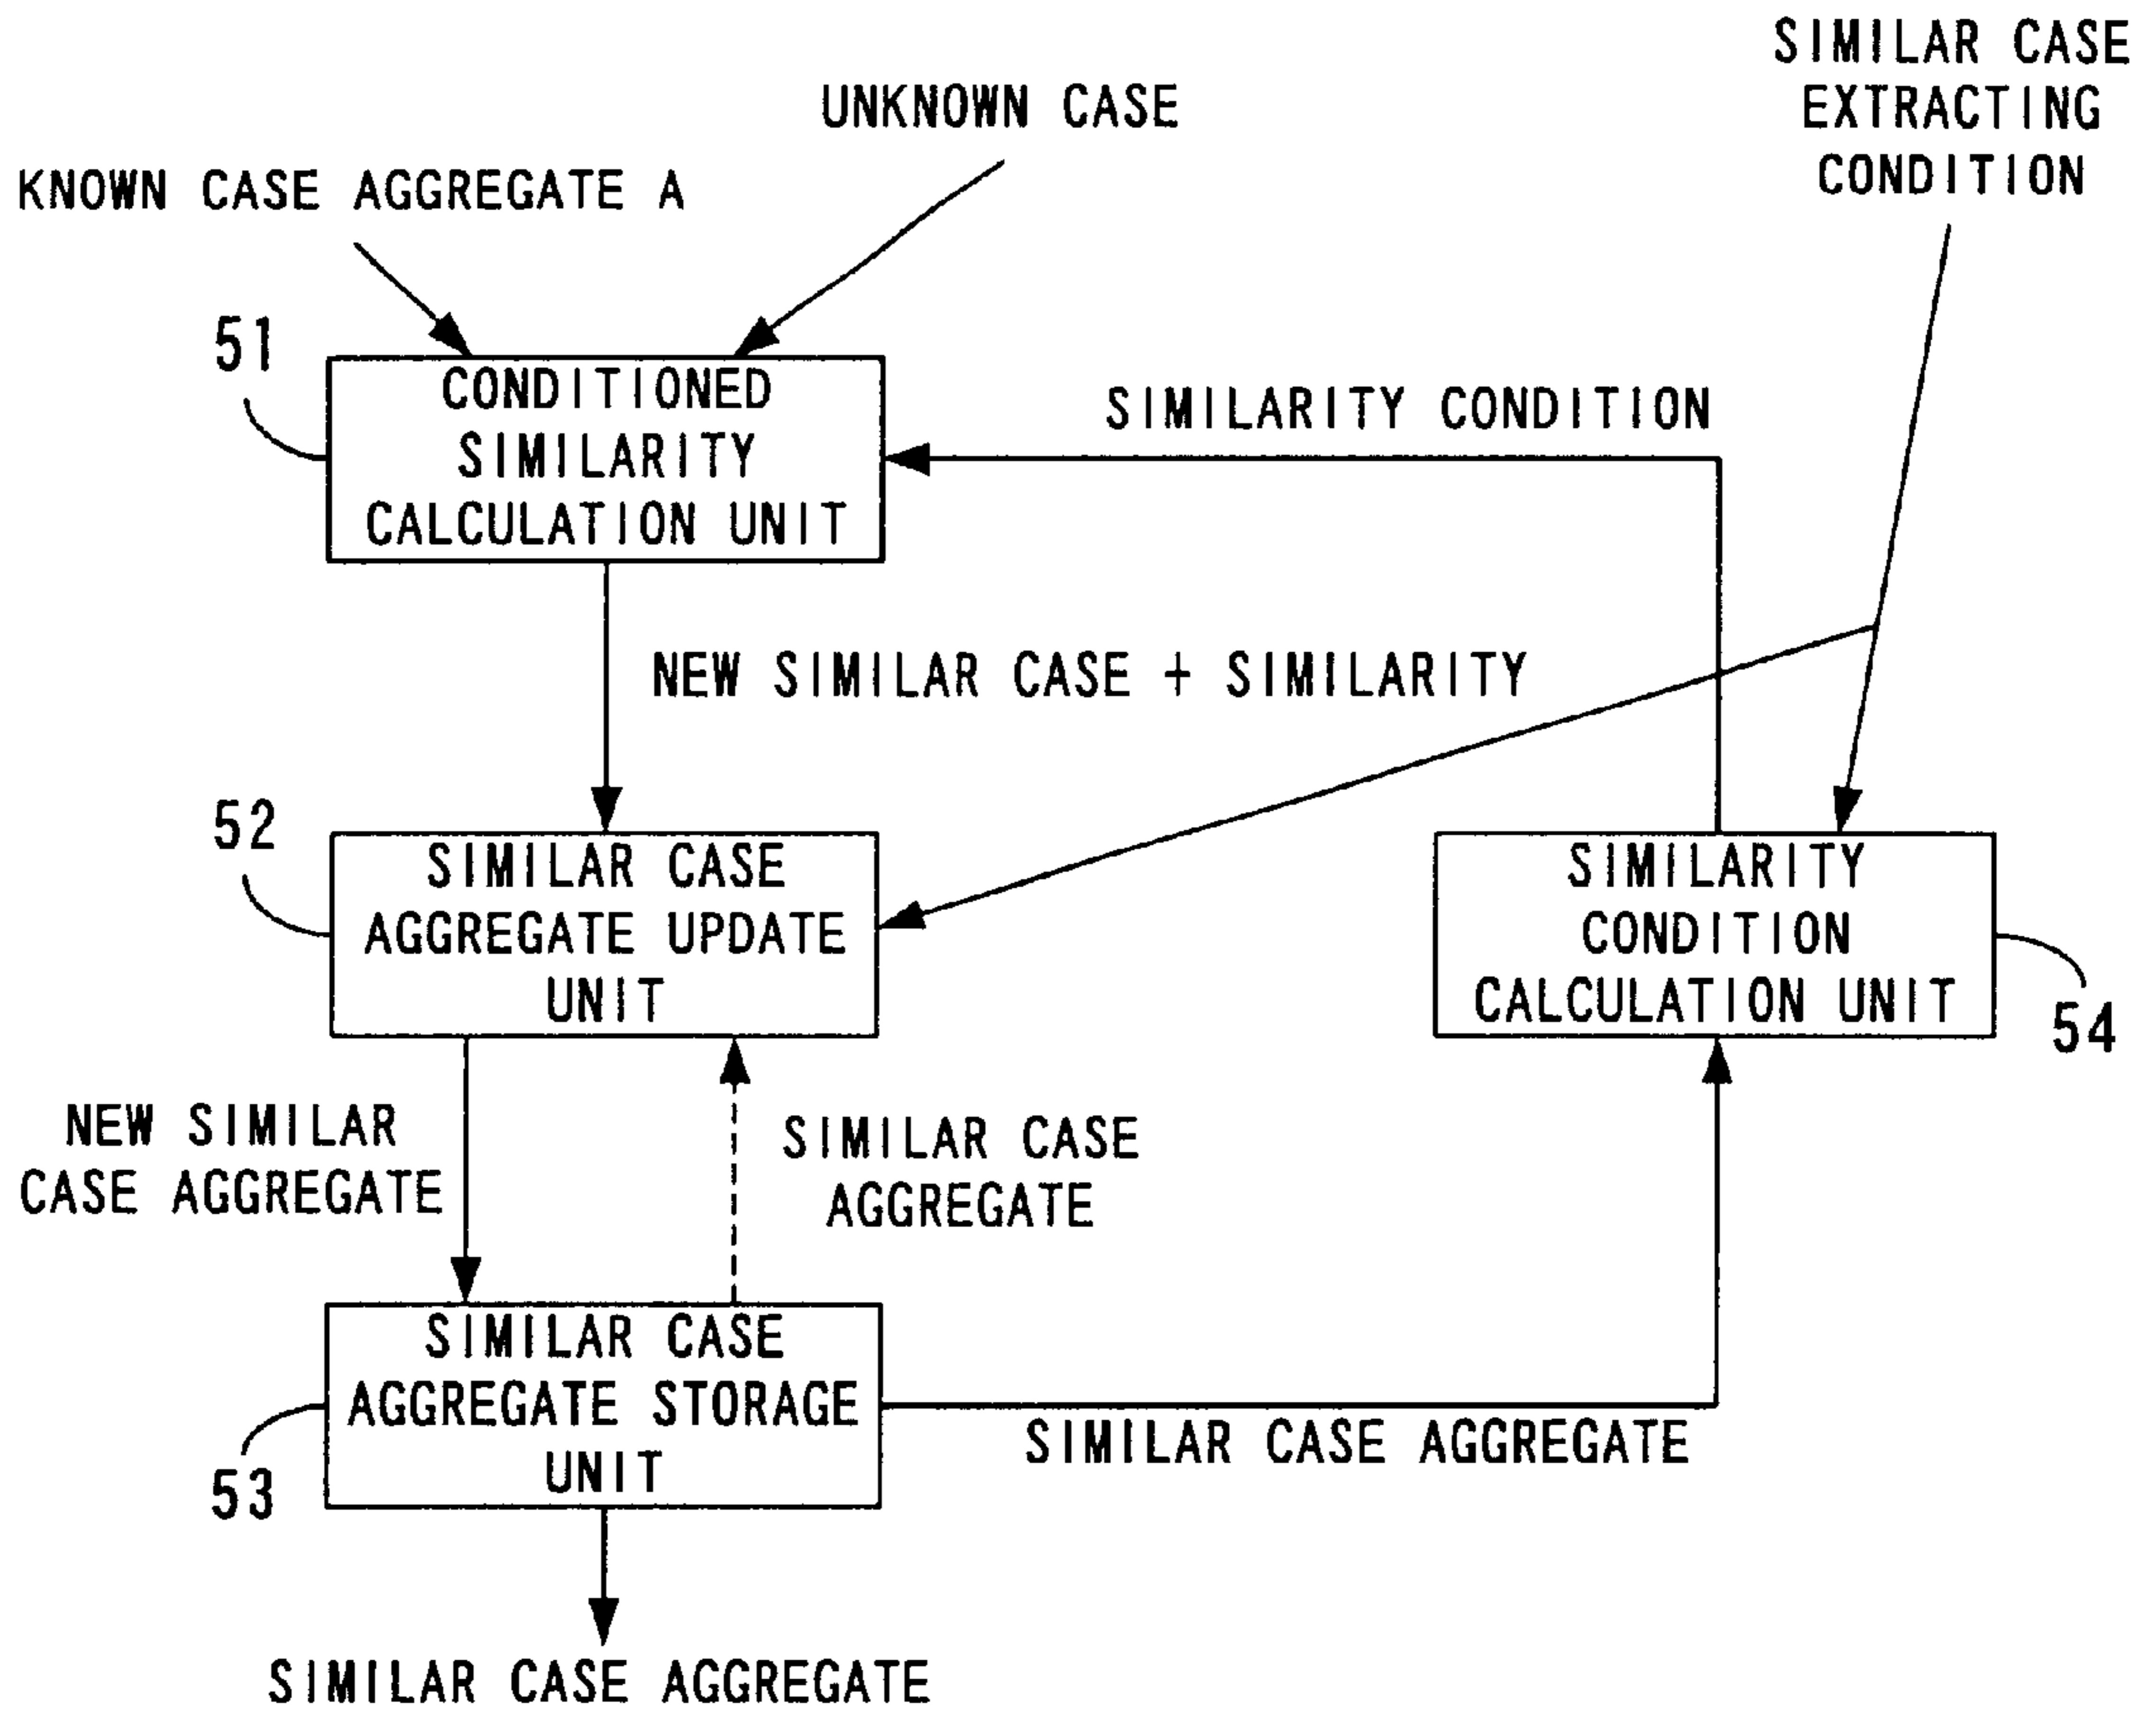 SIMILAR CASE
EXTRACTING
CONDITION
UNKNOWN CASE
KNOWN CASE AGGREGATE A
51
CONDITIONED
SIMILARITY
CALCULATION UNIT
SIMILARITY CONDITION
NEW SIMILAR CASE + SIMILARITY
52
SIMILAR CASE
AGGREGATE UPDATE
UNIT
SIMILARITY
CONDITION
CALCULATION UNIT
54
NEW SIMILAR
CASE AGGREGATE
SIMILAR CASE
AGGREGATE
SIMILAR CASE
AGGREGATE STORAGE
UNIT
53
SIMILAR CASE AGGREGATE
SIMILAR CASE AGGREGATE